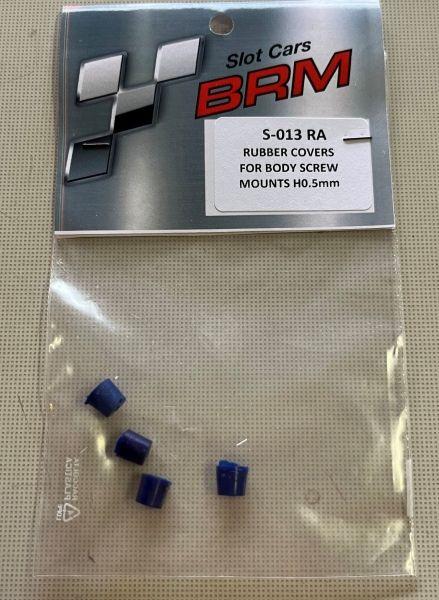 Slot Cars
BRM
S-013 RA
RUBBER COVERS
FOR BODY SCREW
MOUNTS H0.5mm